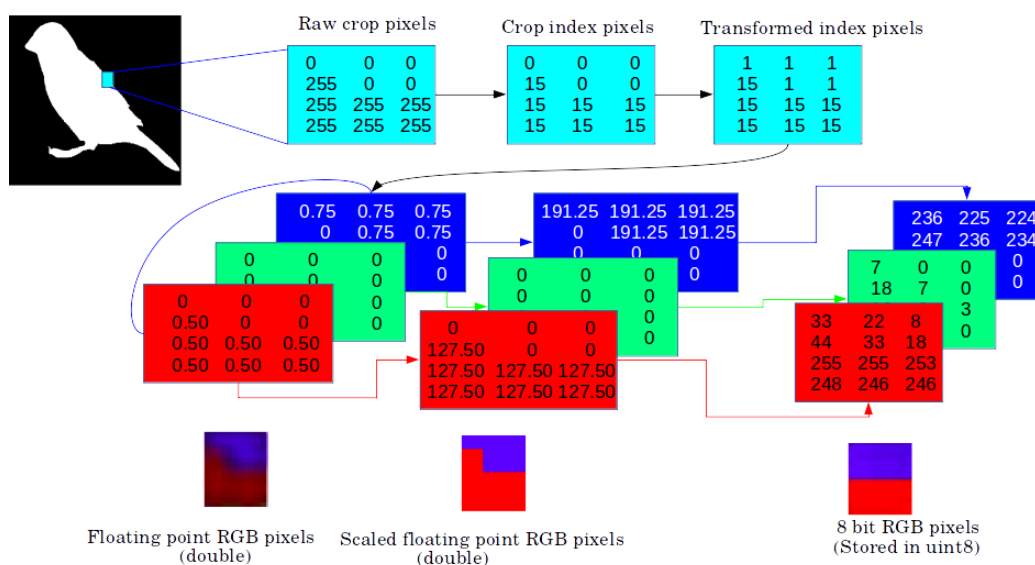 Raw crop pixels
Crop index pixels
Transformed index pixels
0 0 0
255 0 0
255 255 255
255 255 255
0 0 0
15 0 0
15 15 15
15 15 15
1 1 1
15 1 1
15 15 15
15 15 15
0.75 0.75 0.75
0 0.75 0.75
0
0
0 0 0
0 0 0
0
0
0 0 0
0.50 0 0
0.50 0.50 0.50
0.50 0.50 0.50
191.25 191.25 191.25
0 191.25 191.25
0 0 0
0
0 0 0
0 0 0
0
0
0 0 0
127.50 0 0
127.50 127.50 127.50
127.50 127.50 127.50
236 225 224
247 236 234
0
0
7 0 0
18 7 0
3
0
33 22 8
44 33 18
255 255 253
248 246 246
Floating point RGB pixels
(double)
Scaled floating point RGB pixels
(double)
8 bit RGB pixels
(Stored in uint8)